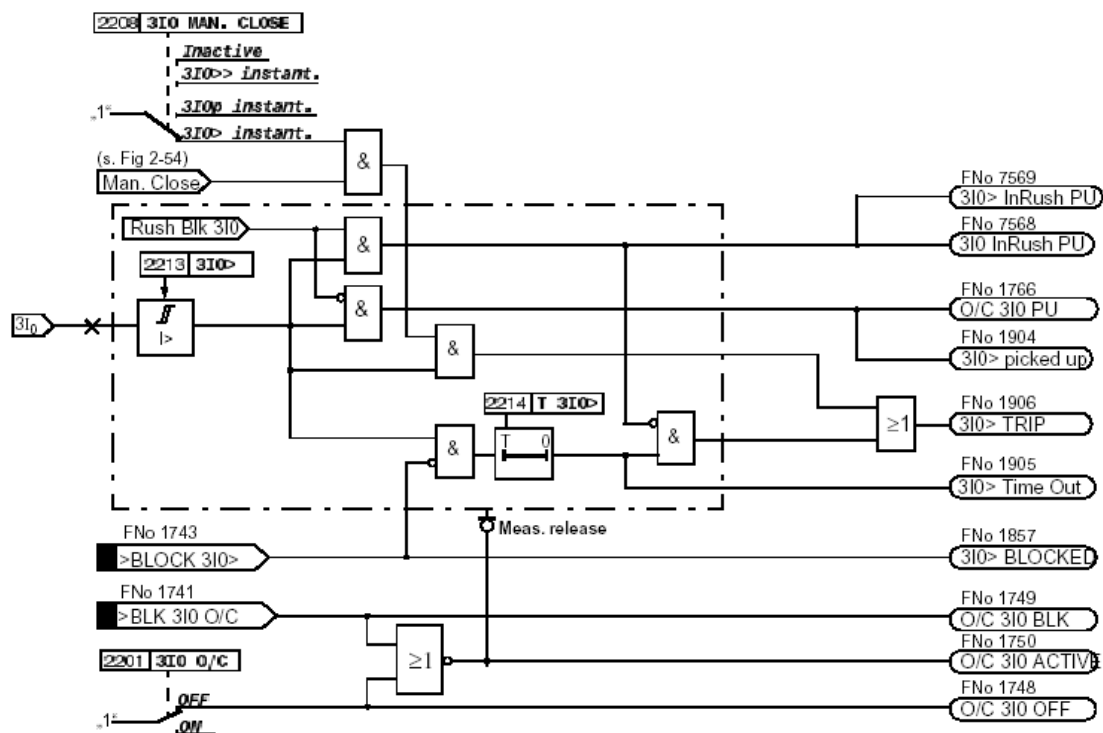 2208 3I0 MAN. CLOSE
Inactive
3I0>> instant.
3I0p instant.
„1“
3I0> instant.
(s. Fig 2-54)
Man. Close
&
FNo 7569
3I0> InRush PU
Rush Blk 3I0
&
FNo 7568
3I0 InRush PU
2213 3I0>
FNo 1766
O/C 3I0 PU
&
3I0
I>
FNo 1904
3I0> picked up
&
2214 T 3I0>
FNo 1906
3I0> TRIP
≥1
&
T 0
&
FNo 1905
3I0> Time Out
Meas. release
FNo 1743
>BLOCK 3I0>
FNo 1857
3I0> BLOCKED
FNo 1741
>BLK 3I0 O/C
FNo 1749
O/C 3I0 BLK
≥1
FNo 1750
O/C 3I0 ACTIVE
2201 3I0 O/C
FNo 1748
O/C 3I0 OFF
OFF
„1“
ON